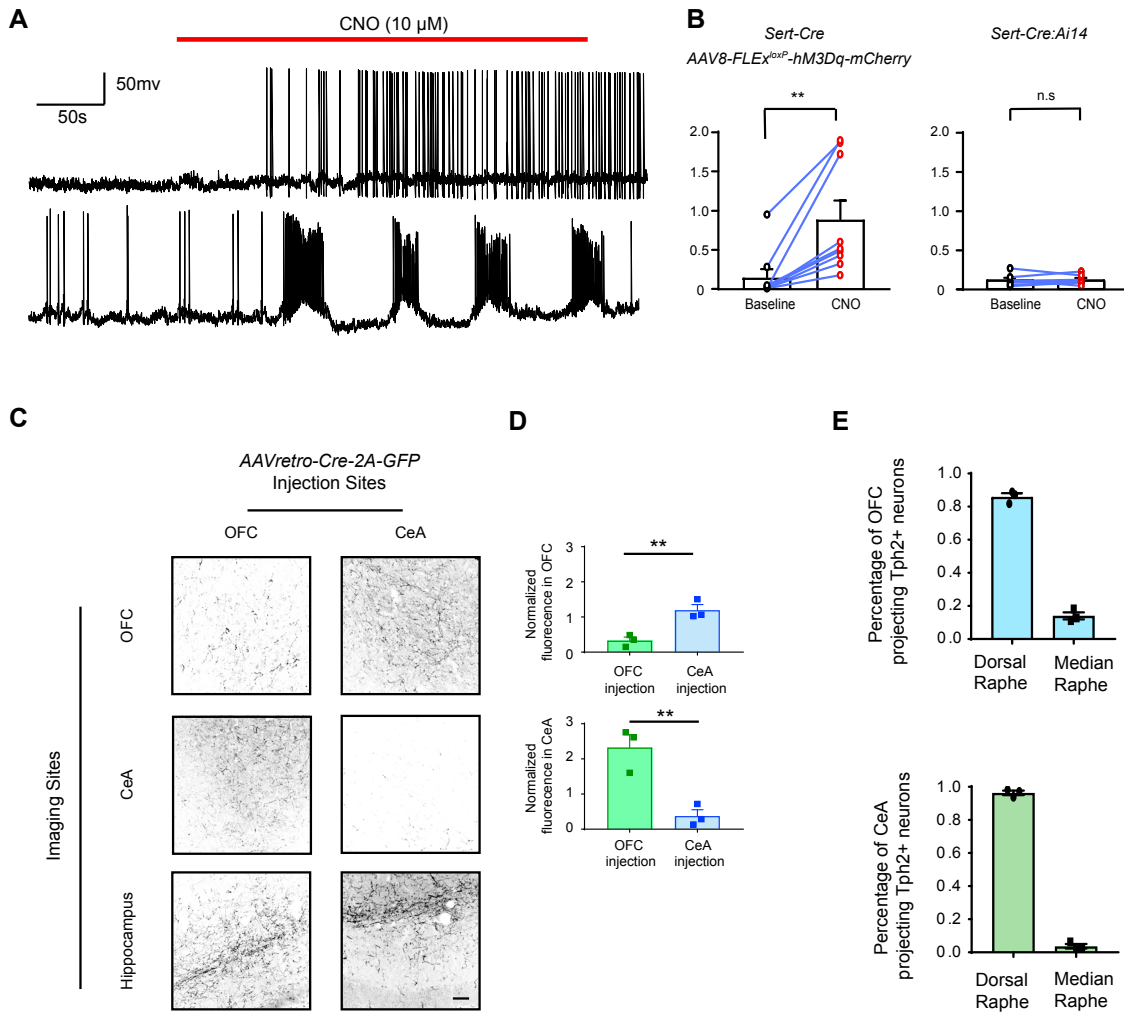 A
CNO (10 µM)
50mv
50s
B
Sert-Cre
AAV8-FLEx^loxP-hM3Dq-mCherry
**
2.0
1.5
1.0
0.5
0
Baseline
CNO
Sert-Cre:Ai14
n.s
2.0
1.5
1.0
0.5
0
Baseline
CNO
C
AAVretro-Cre-2A-GFP
Injection Sites
OFC
CeA
Imaging Sites
OFC
CeA
Hippocampus
D
Normalized
fluorecence in OFC
3
2
1
0
**
OFC
injection
CeA
injection
Normalized
fluorecence in CeA
3
2
1
0
**
OFC
injection
CeA
injection
E
Percentage of OFC
projecting Tph2+ neurons
1.0
0.8
0.6
0.4
0.2
0.0
Dorsal
Raphe
Median
Raphe
Percentage of CeA
projecting Tph2+ neurons
1.0
0.8
0.6
0.4
0.2
0.0
Dorsal
Raphe
Median
Raphe